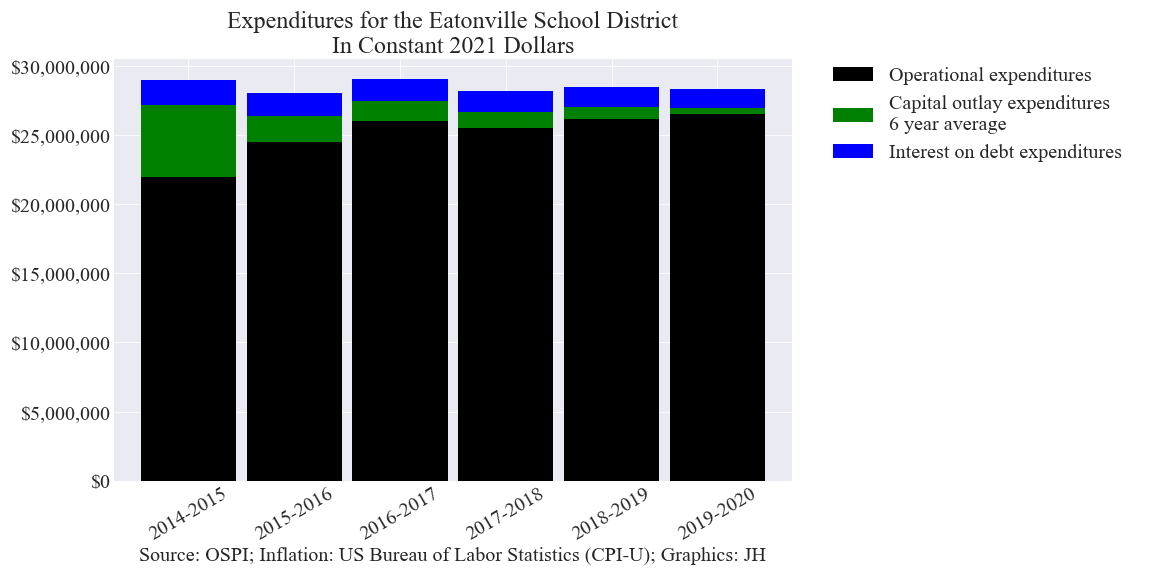 Expenditures for the Eatonville School District
In Constant 2021 Dollars
$30,000,000
$25,000,000
$20,000,000
$15,000,000
$10,000,000
$5,000,000
$0
2014-2015
2015-2016
2016-2017
2017-2018
2018-2019
2019-2020
Source: OSPI; Inflation: US Bureau of Labor Statistics (CPI-U); Graphics: JH
Operational expenditures
Capital outlay expenditures
6 year average
Interest on debt expenditures